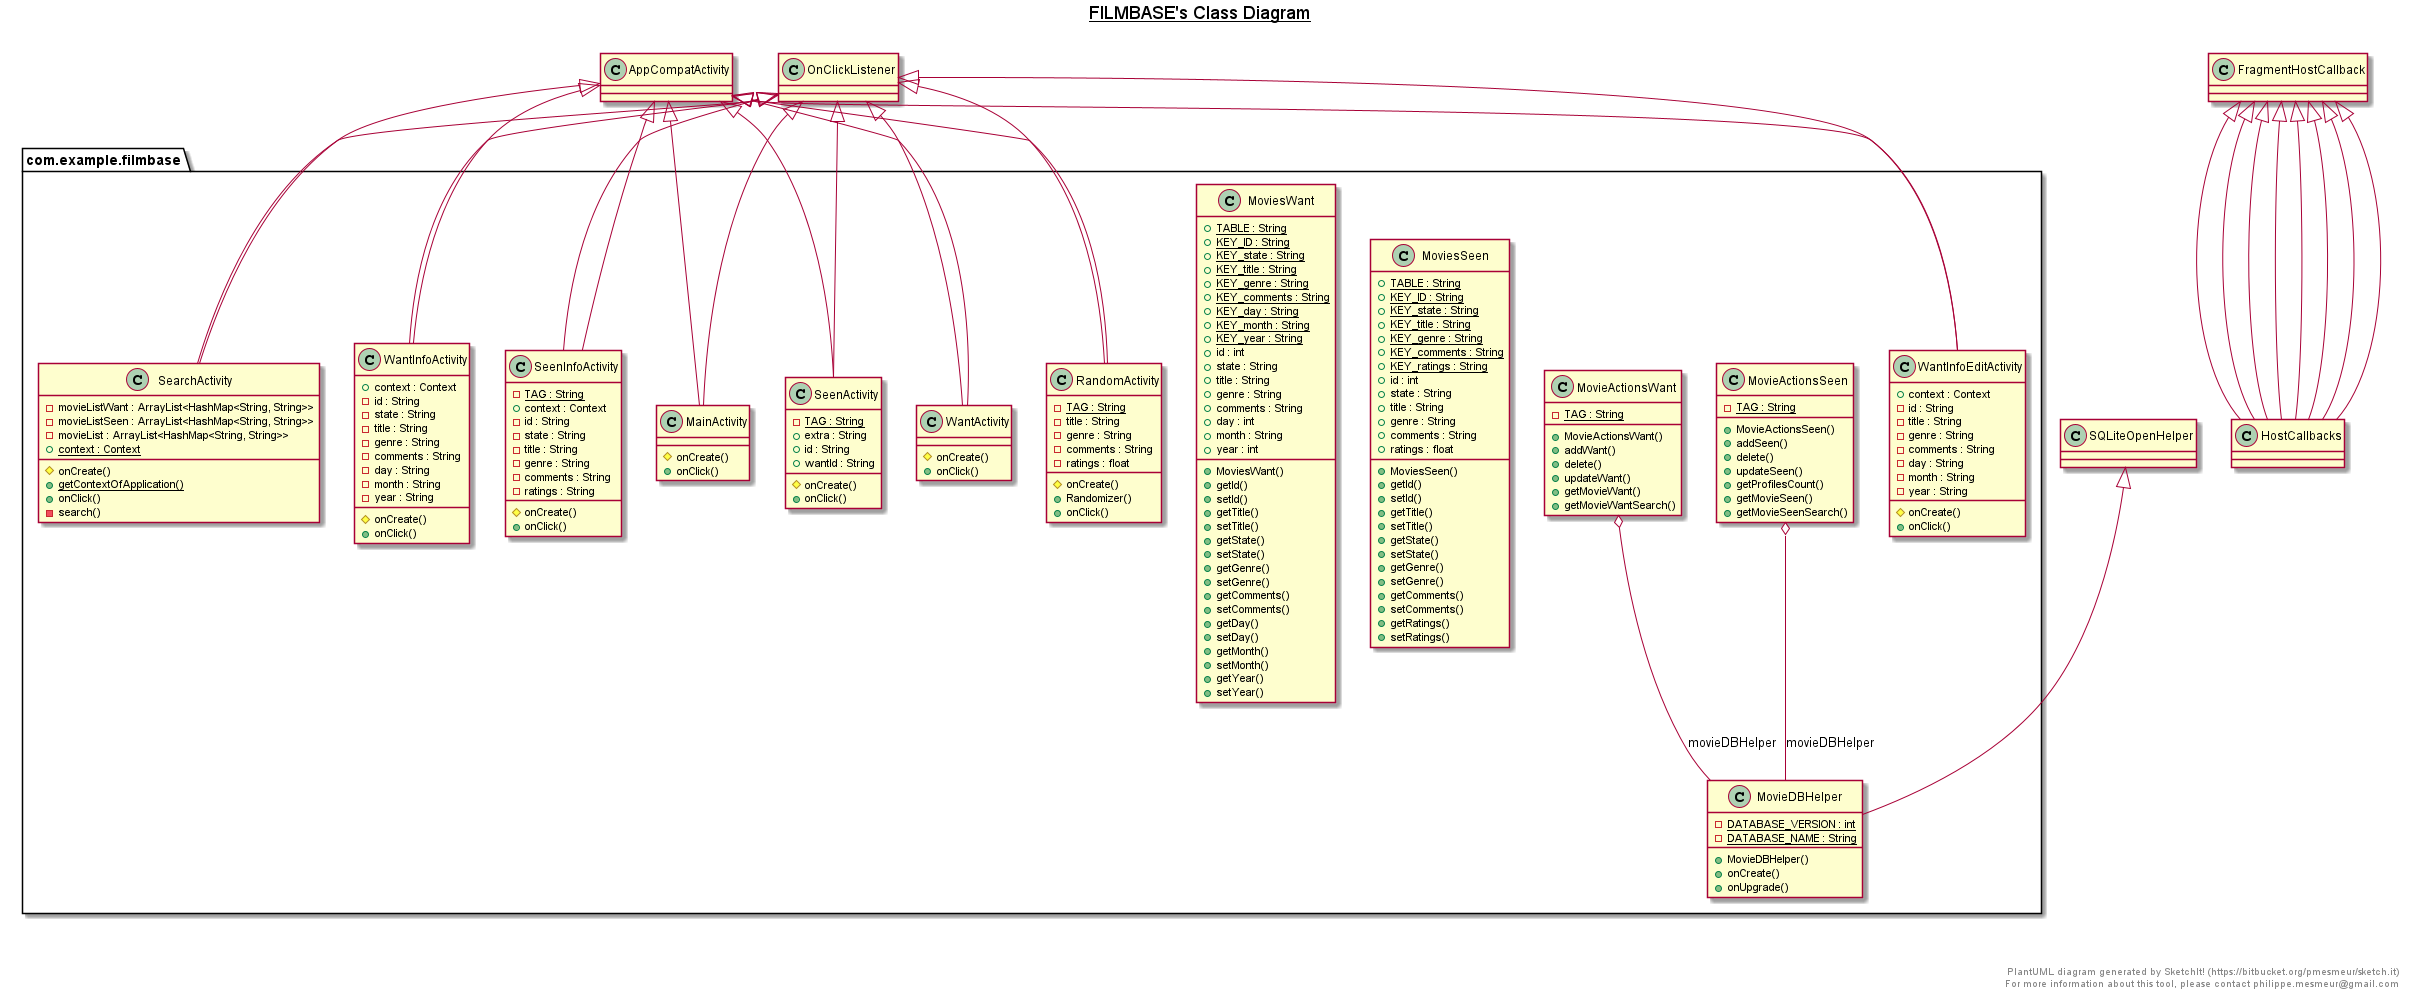 FILMBASE's Class Diagram
C AppCompatActivity
C OnClickListener
C FragmentHostCallback
com.example.filmbase
C SearchActivity
movieListWant : ArrayList<HashMap<String, String>>
movieListSeen : ArrayList<HashMap<String, String>>
movieList : ArrayList<HashMap<String, String>>
context : Context
onCreate()
getContextOfApplication()
onClick()
search()
C WantInfoActivity
context : Context
id : String
state : String
title : String
genre : String
comments : String
day : String
month : String
year : String
onCreate()
onClick()
C SeenInfoActivity
TAG : String
context : Context
id : String
state : String
title : String
genre : String
comments : String
ratings : String
onCreate()
onClick()
C MainActivity
onCreate()
onClick()
C SeenActivity
TAG : String
extra : String
id : String
wantId : String
onCreate()
onClick()
C WantActivity
onCreate()
onClick()
C RandomActivity
TAG : String
title : String
genre : String
comments : String
ratings : float
onCreate()
Randomizer()
onClick()
C MoviesWant
TABLE : String
KEY_ID : String
KEY_state : String
KEY_title : String
KEY_genre : String
KEY_comments : String
KEY_day : String
KEY_month : String
KEY_year : String
id : int
state : String
title : String
genre : String
comments : String
day : int
month : String
year : int
MoviesWant()
getId()
setId()
getTitle()
setTitle()
getState()
setState()
getGenre()
setGenre()
getComments()
setComments()
getDay()
setDay()
getMonth()
setMonth()
getYear()
setYear()
C MoviesSeen
TABLE : String
KEY_ID : String
KEY_state : String
KEY_title : String
KEY_genre : String
KEY_comments : String
KEY_ratings : String
id : int
state : String
title : String
genre : String
comments : String
ratings : float
MoviesSeen()
getId()
setId()
getTitle()
setTitle()
getState()
setState()
getGenre()
setGenre()
getComments()
setComments()
getRatings()
setRatings()
C MovieActionsWant
TAG : String
MovieActionsWant()
addWant()
delete()
updateWant()
getMovieWant()
getMovieWantSearch()
C MovieActionsSeen
TAG : String
MovieActionsSeen()
addSeen()
delete()
updateSeen()
getProfilesCount()
getMovieSeen()
getMovieSeenSearch()
C WantInfoEditActivity
context : Context
id : String
title : String
genre : String
comments : String
day : String
month : String
year : String
onCreate()
onClick()
C SQLiteOpenHelper
C HostCallbacks
movieDBHelper
movieDBHelper
C MovieDBHelper
DATABASE_VERSION : int
DATABASE_NAME : String
MovieDBHelper()
onCreate()
onUpgrade()
PlantUML diagram generated by SketchIt! (https://bitbucket.org/pmesmeur/sketch.it)
For more information about this tool, please contact philippe.mesmeur@gmail.com